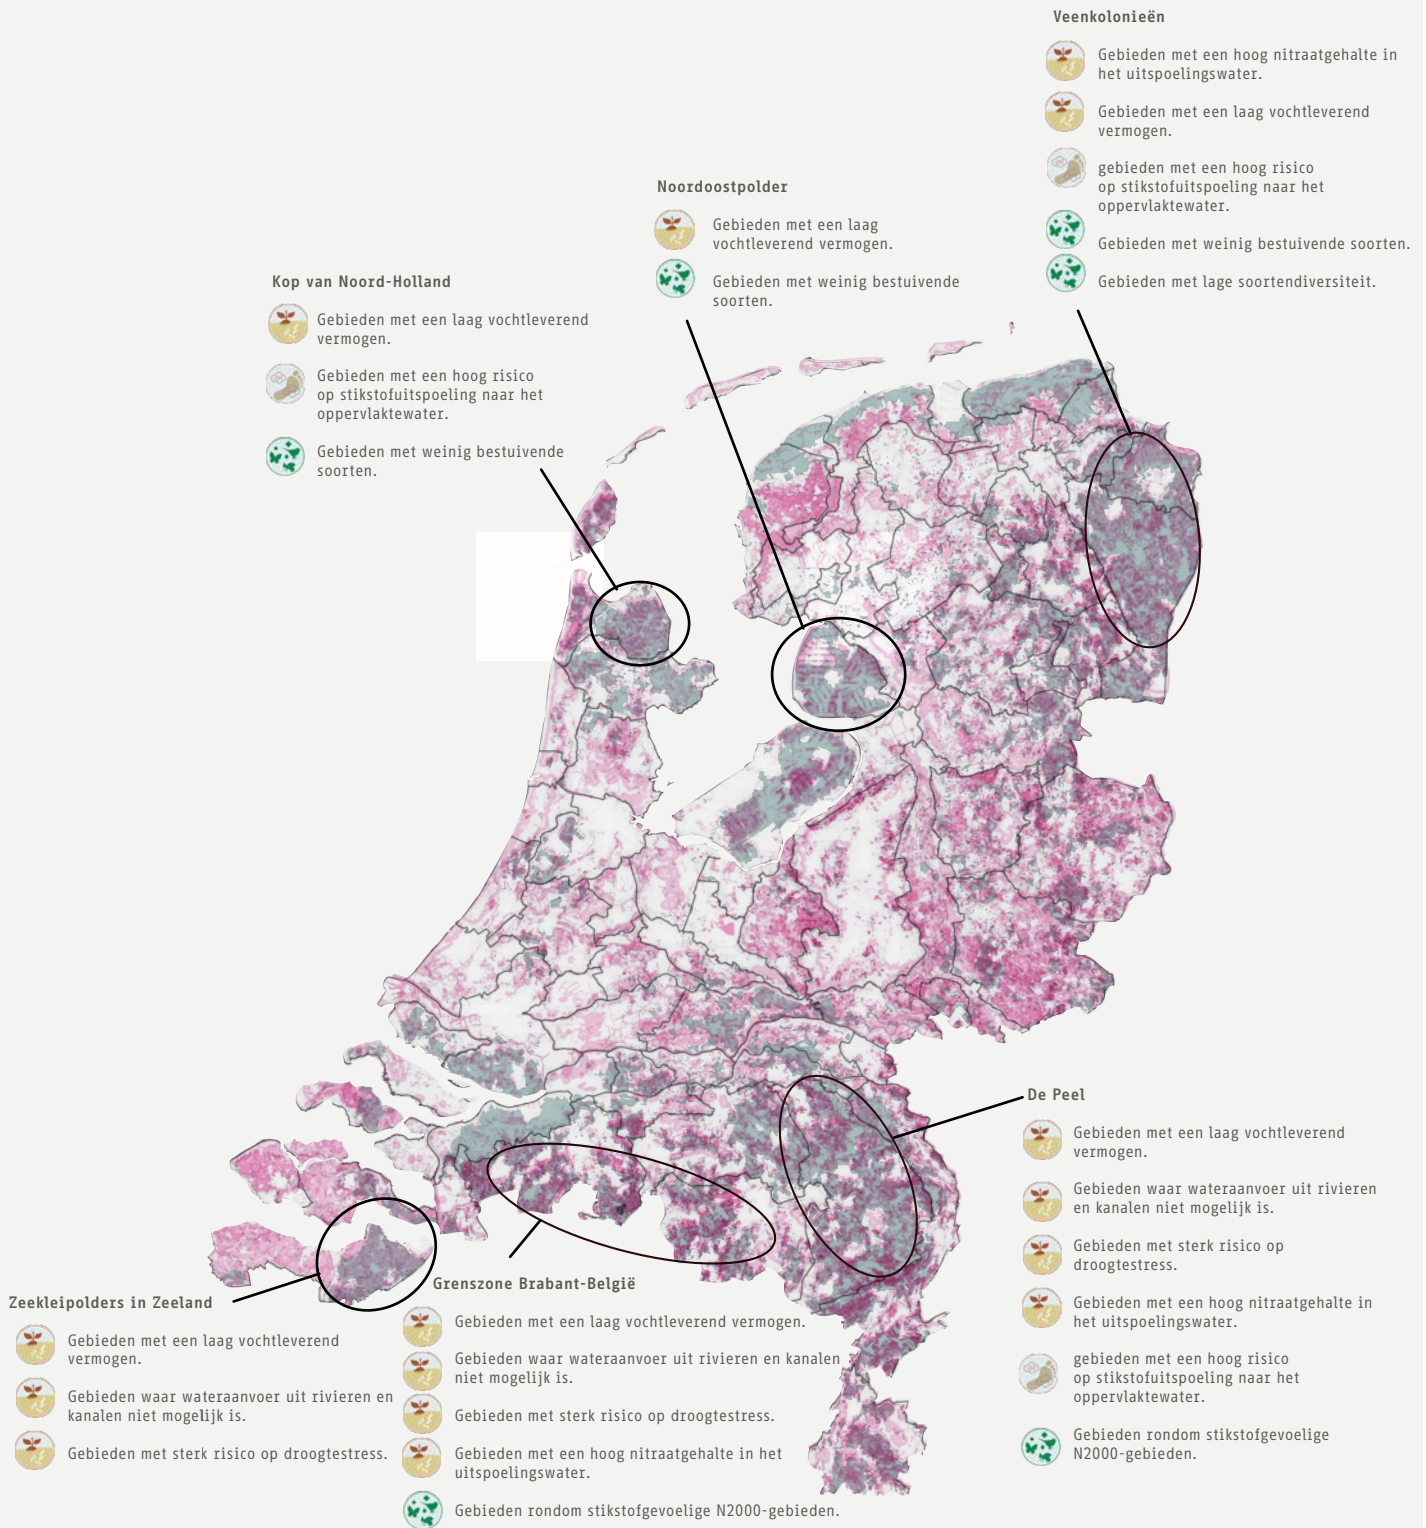 Veenkolonieën
Gebieden met een hoog nitraatgehalte in
het uitspoelingswater.
Gebieden met een laag vochtleverend
vermogen.
gebieden met een hoog risico
op stikstofuitspoeling naar het
oppervlaktewater.
Gebieden met weinig bestuivende soorten.
Gebieden met lage soortendiversiteit.
Noordoostpolder
Gebieden met een laag
vochtleverend vermogen.
Gebieden met weinig bestuivende
soorten.
Kop van Noord-Holland
Gebieden met een laag vochtleverend
vermogen.
Gebieden met een hoog risico
op stikstofuitspoeling naar het
oppervlaktewater.
Gebieden met weinig bestuivende
soorten.
De Peel
Gebieden met een laag vochtleverend
vermogen.
Gebieden waar wateraanvoer uit rivieren
en kanalen niet mogelijk is.
Gebieden met sterk risico op
droogtestress.
Gebieden met een hoog nitraatgehalte in
het uitspoelingswater.
gebieden met een hoog risico
op stikstofuitspoeling naar het
oppervlaktewater.
Gebieden rondom stikstofgevoelige
N2000-gebieden.
Zeekleipolders in Zeeland
Gebieden met een laag vochtleverend
vermogen.
Gebieden waar wateraanvoer uit rivieren en
kanalen niet mogelijk is.
Gebieden met sterk risico op droogtestress.
Grenszone Brabant-België
Gebieden met een laag vochtleverend vermogen.
Gebieden waar wateraanvoer uit rivieren en kanalen
niet mogelijk is.
Gebieden met sterk risico op droogtestress.
Gebieden met een hoog nitraatgehalte in het
uitspoelingswater.
Gebieden rondom stikstofgevoelige N2000-gebieden.